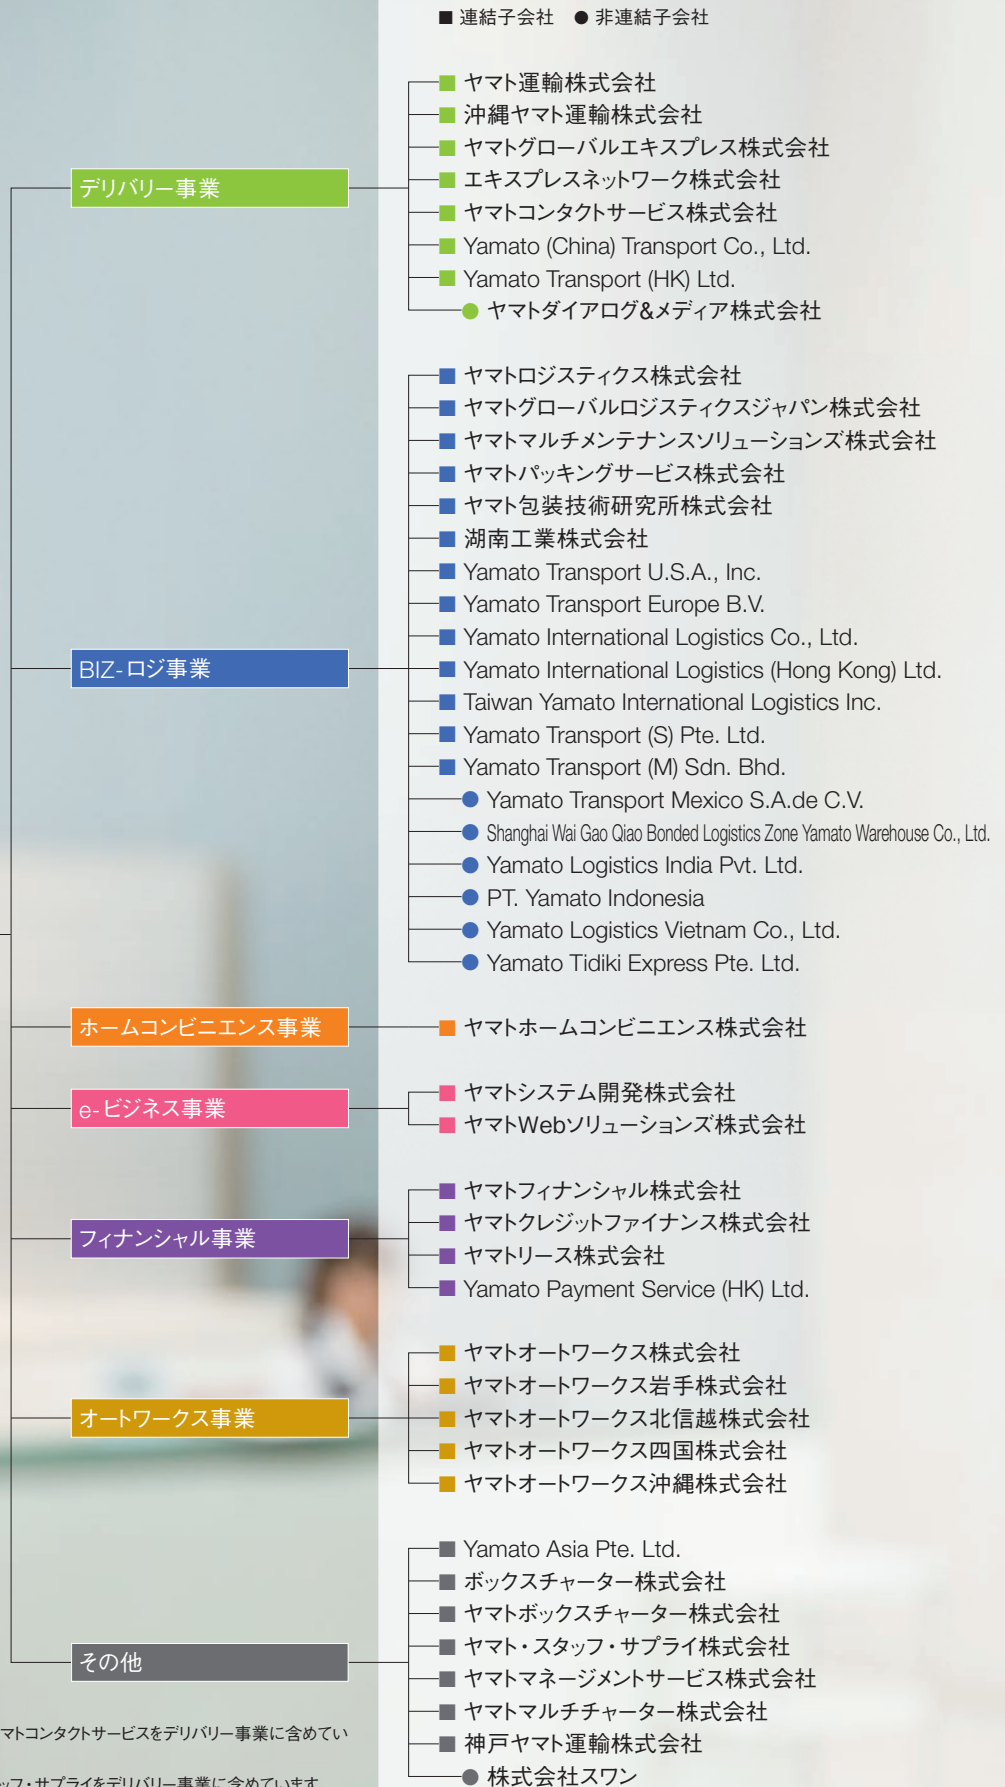 ■ 連結子会社 ● 非連結子会社
デリバリー事業
ヤマト運輸株式会社
沖縄ヤマト運輸株式会社
ヤマトグローバルエキスプレス株式会社
エキスプレスネットワーク株式会社
ヤマトコンタクトサービス株式会社
Yamato (China) Transport Co., Ltd.
Yamato Transport (HK) Ltd.
ヤマトダイアログ&メディア株式会社
BIZ-ロジ事業
ヤマトロジスティクス株式会社
ヤマトグローバルロジスティクスジャパン株式会社
ヤマトマルチメンテナンスソリューションズ株式会社
ヤマトパッキングサービス株式会社
ヤマト包装技術研究所株式会社
湖南工業株式会社
Yamato Transport U.S.A., Inc.
Yamato Transport Europe B.V.
Yamato International Logistics Co., Ltd.
Yamato International Logistics (Hong Kong) Ltd.
Taiwan Yamato International Logistics Inc.
Yamato Transport (S) Pte. Ltd.
Yamato Transport (M) Sdn. Bhd.
Yamato Transport Mexico S.A.de C.V.
Shanghai Wai Gao Qiao Bonded Logistics Zone Yamato Warehouse Co., Ltd.
Yamato Logistics India Pvt. Ltd.
PT. Yamato Indonesia
Yamato Logistics Vietnam Co., Ltd.
Yamato Tidiki Express Pte. Ltd.
ホームコンビニエンス事業
ヤマトホームコンビニエンス株式会社
e-ビジネス事業
ヤマトシステム開発株式会社
ヤマトWebソリューションズ株式会社
フィナンシャル事業
ヤマトフィナンシャル株式会社
ヤマトクレジットファイナンス株式会社
ヤマトリース株式会社
Yamato Payment Service (HK) Ltd.
オートワークス事業
ヤマトオートワークス株式会社
ヤマトオートワークス岩手株式会社
ヤマトオートワークス北信越株式会社
ヤマトオートワークス四国株式会社
ヤマトオートワークス沖縄株式会社
その他
Yamato Asia Pte. Ltd.
ボックスチャーター株式会社
ヤマトボックスチャーター株式会社
ヤマト・スタッフ・サプライ株式会社
ヤマトマネージメントサービス株式会社
ヤマトマルチチャーター株式会社
神戸ヤマト運輸株式会社
株式会社スワン
マトコンタクトサービスをデリバリー事業に含めてい
ッフ・サプライをデリバリー事業に含めています